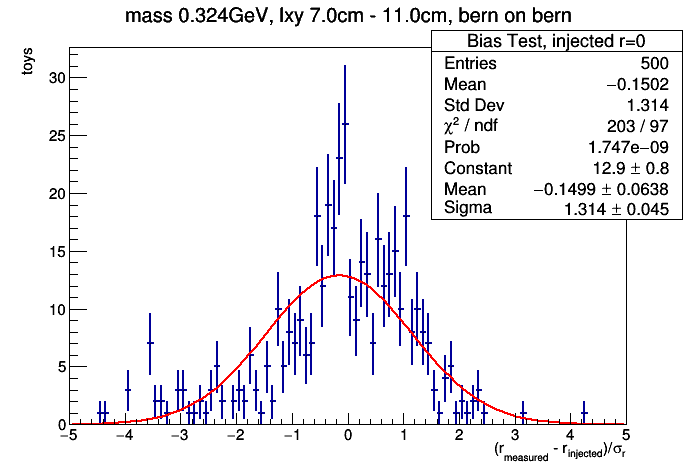 mass 0.324GeV, lxy 7.0cm - 11.0cm, bern on bern
toys
Bias Test, injected r=0
Entries 500
Mean −0.1502
Std Dev 1.314
χ² / ndf 203 / 97
Prob 1.747e−09
Constant 12.9 ± 0.8
Mean −0.1499 ± 0.0638
Sigma 1.314 ± 0.045
30
25
20
15
10
5
0
−5 −4 −3 −2 −1 0 1 2 3 4 5
(r_measured - r_injected)/σ_r